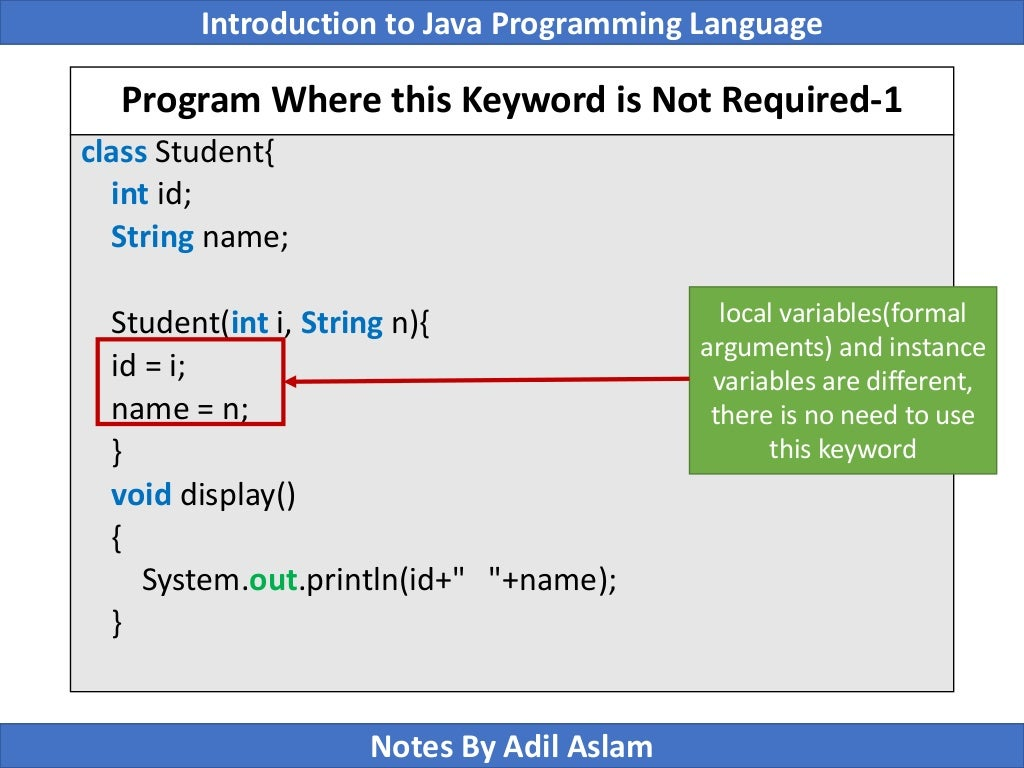 Introduction to Java Programming Language
Program Where this Keyword is Not Required-1
class Student{
int id;
String name;
Student(int i, String n){
id = i;
name = n;
}
void display()
{
System.out.println(id+"   "+name);
}
local variables(formal
arguments) and instance
variables are different,
there is no need to use
this keyword
Notes By Adil Aslam